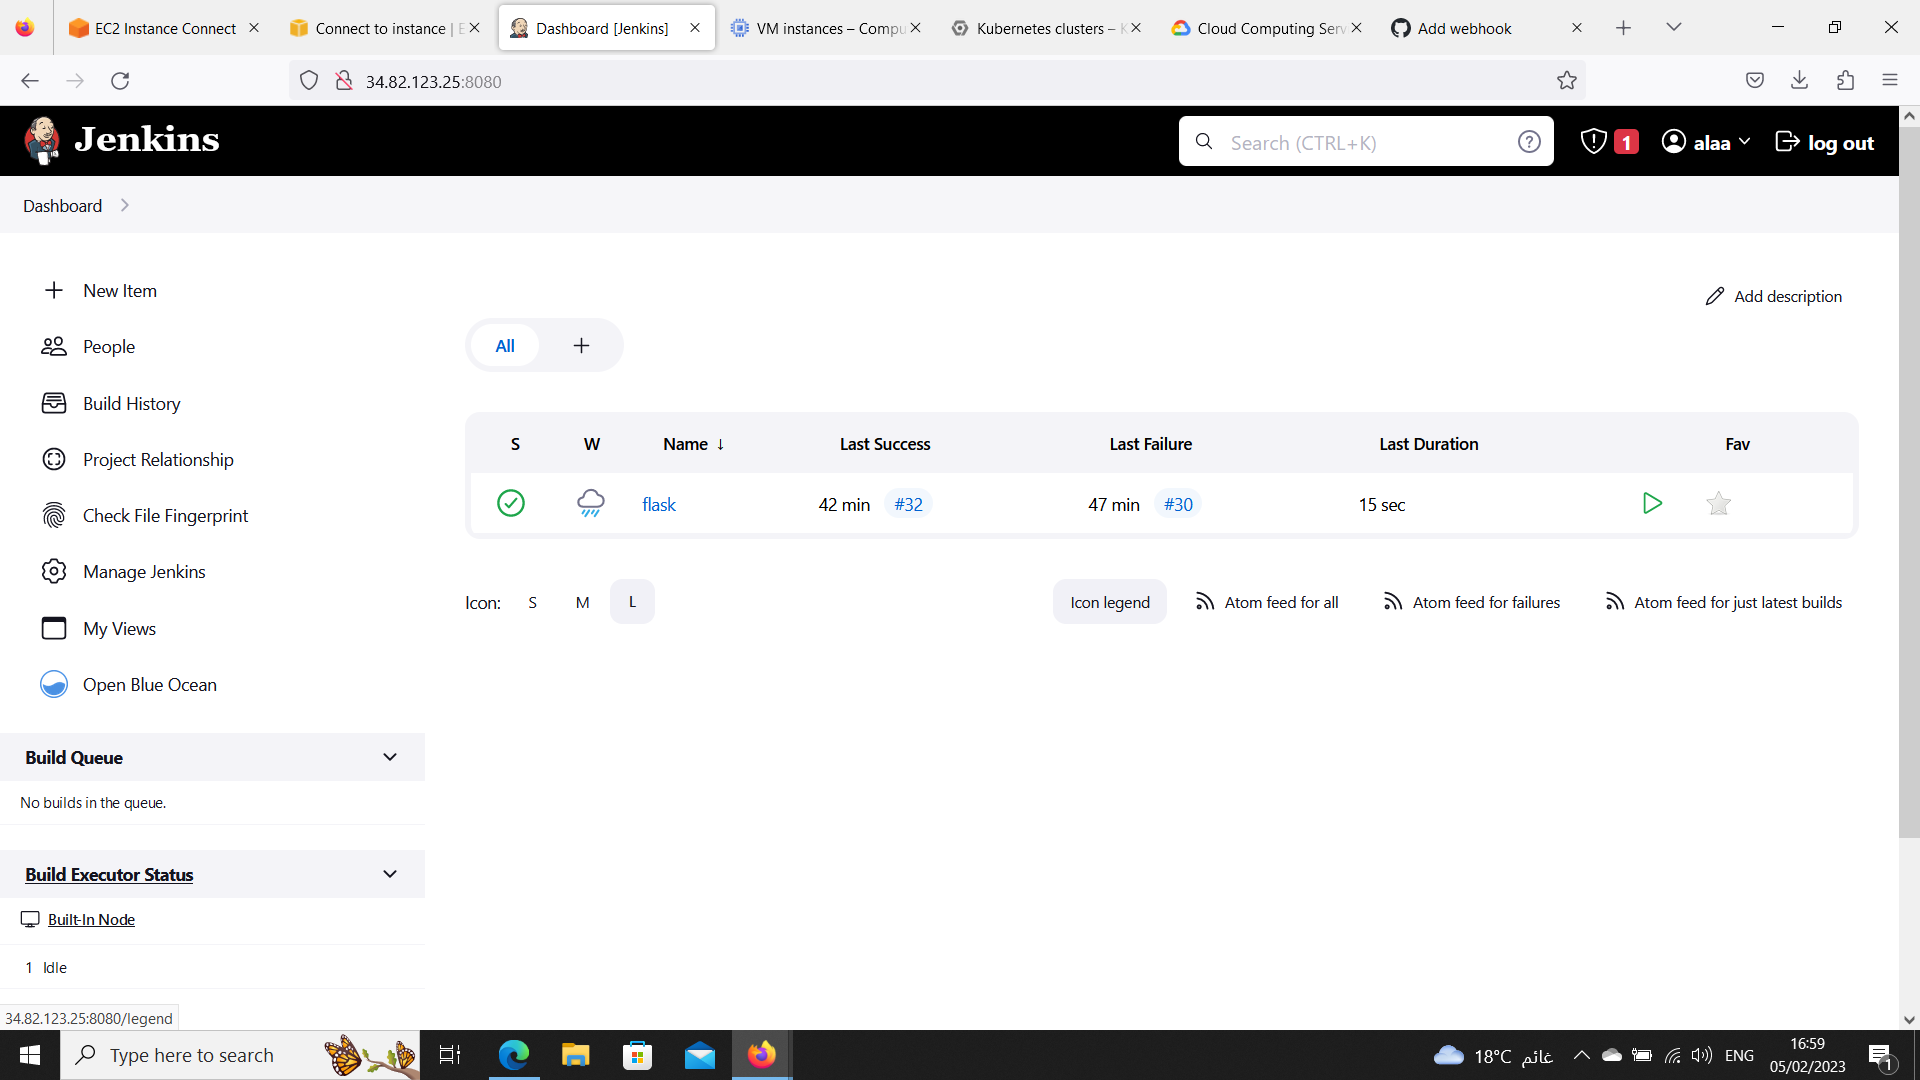 EC2 Instance Connect
Connect to instance | E
Dashboard [Jenkins]
VM instances – Compu
Kubernetes clusters – K
Cloud Computing Serv
Add webhook
34.82.123.25:8080
Jenkins
Search (CTRL+K)
1
alaa
log out
Dashboard
New Item
People
Build History
Project Relationship
Check File Fingerprint
Manage Jenkins
My Views
Open Blue Ocean
Build Queue
No builds in the queue.
Build Executor Status
Built-In Node
1 Idle
Add description
All
S W Name ↓ Last Success Last Failure Last Duration Fav
flask 42 min #32 47 min #30 15 sec
Icon: S M L
Icon legend
Atom feed for all
Atom feed for failures
Atom feed for just latest builds
34.82.123.25:8080/legend
Type here to search
18°C غائم
ENG
16:59
05/02/2023
1